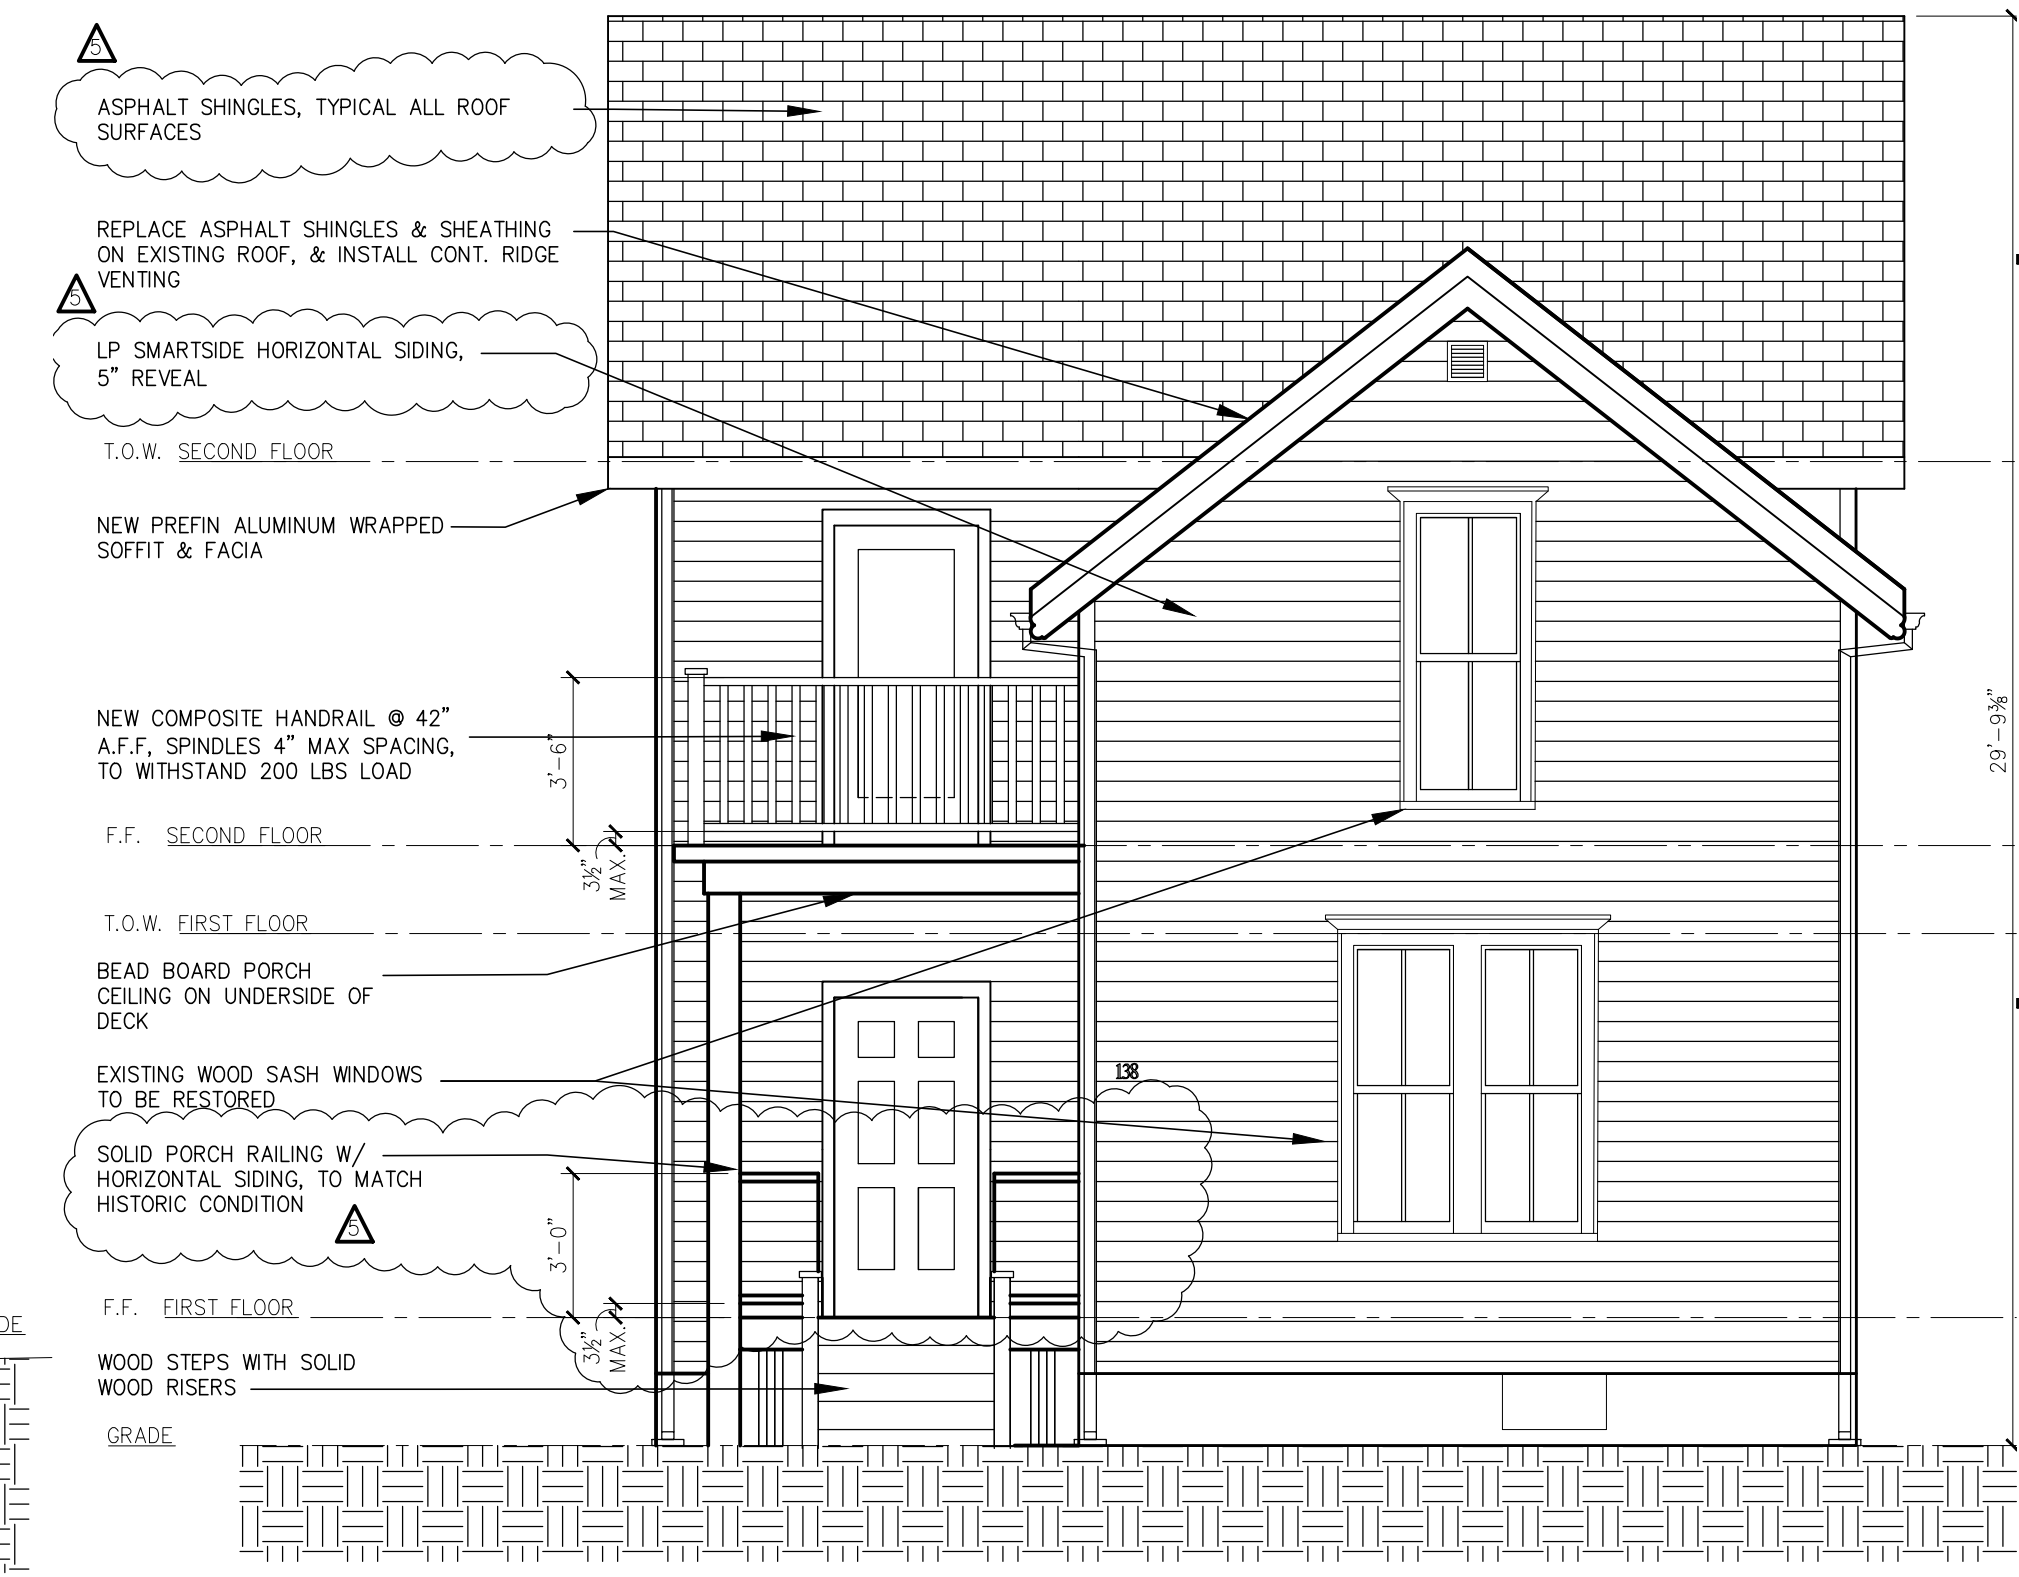 5
ASPHALT SHINGLES, TYPICAL ALL ROOF
SURFACES
REPLACE ASPHALT SHINGLES & SHEATHING
ON EXISTING ROOF, & INSTALL CONT. RIDGE
VENTING
5
LP SMARTSIDE HORIZONTAL SIDING,
5" REVEAL
T.O.W. SECOND FLOOR
NEW PREFIN ALUMINUM WRAPPED
SOFFIT & FACIA
NEW COMPOSITE HANDRAIL @ 42"
A.F.F, SPINDLES 4" MAX SPACING,
TO WITHSTAND 200 LBS LOAD
3'-6"
29'-9⅜"
F.F. SECOND FLOOR
3½"
MAX.
T.O.W. FIRST FLOOR
BEAD BOARD PORCH
CEILING ON UNDERSIDE OF
DECK
EXISTING WOOD SASH WINDOWS
TO BE RESTORED
138
SOLID PORCH RAILING W/
HORIZONTAL SIDING, TO MATCH
HISTORIC CONDITION
5
3'-0"
F.F. FIRST FLOOR
3½"
MAX.
DE
WOOD STEPS WITH SOLID
WOOD RISERS
GRADE